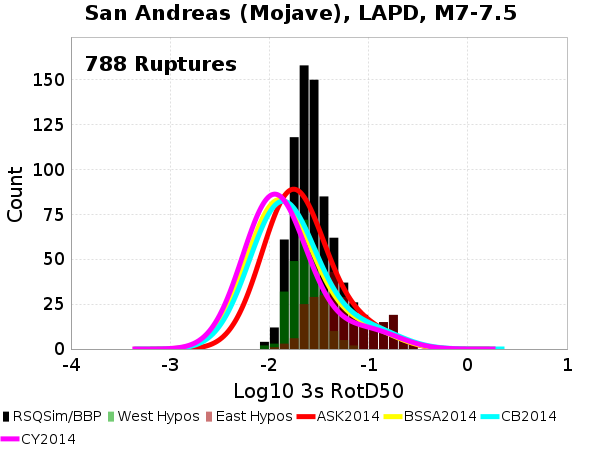 San Andreas (Mojave), LAPD, M7-7.5
788 Ruptures
150
125
100
75
50
25
0
Count
-4 -3 -2 -1 0 1
Log10 3s RotD50
RSQSim/BBP West Hypos East Hypos ASK2014 BSSA2014 CB2014
CY2014